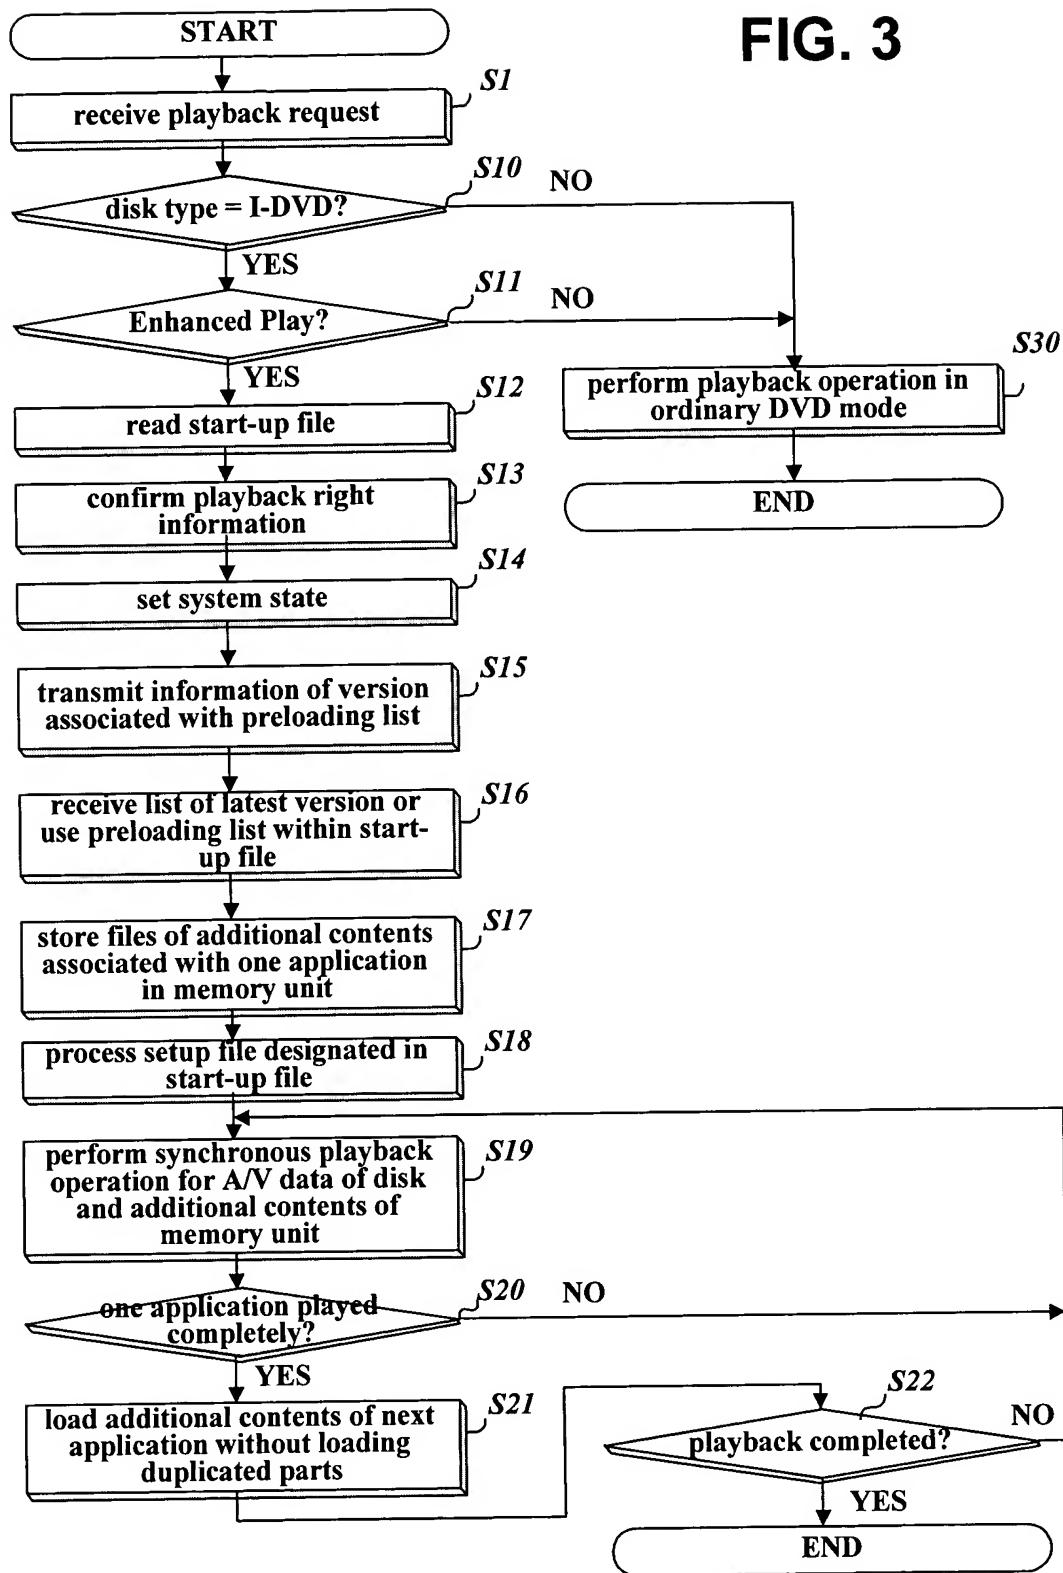 FIG. 3
START
S1
receive playback request
S10
NO
disk type = I-DVD?
YES
S11
NO
Enhanced Play?
YES
S30
perform playback operation in
ordinary DVD mode
END
S12
read start-up file
S13
confirm playback right
information
S14
set system state
S15
transmit information of version
associated with preloading list
S16
receive list of latest version or
use preloading list within start-
up file
S17
store files of additional contents
associated with one application
in memory unit
S18
process setup file designated in
start-up file
S19
perform synchronous playback
operation for A/V data of disk
and additional contents of
memory unit
S20
NO
one application played
completely?
YES
S21
load additional contents of next
application without loading
duplicated parts
S22
NO
playback completed?
YES
END